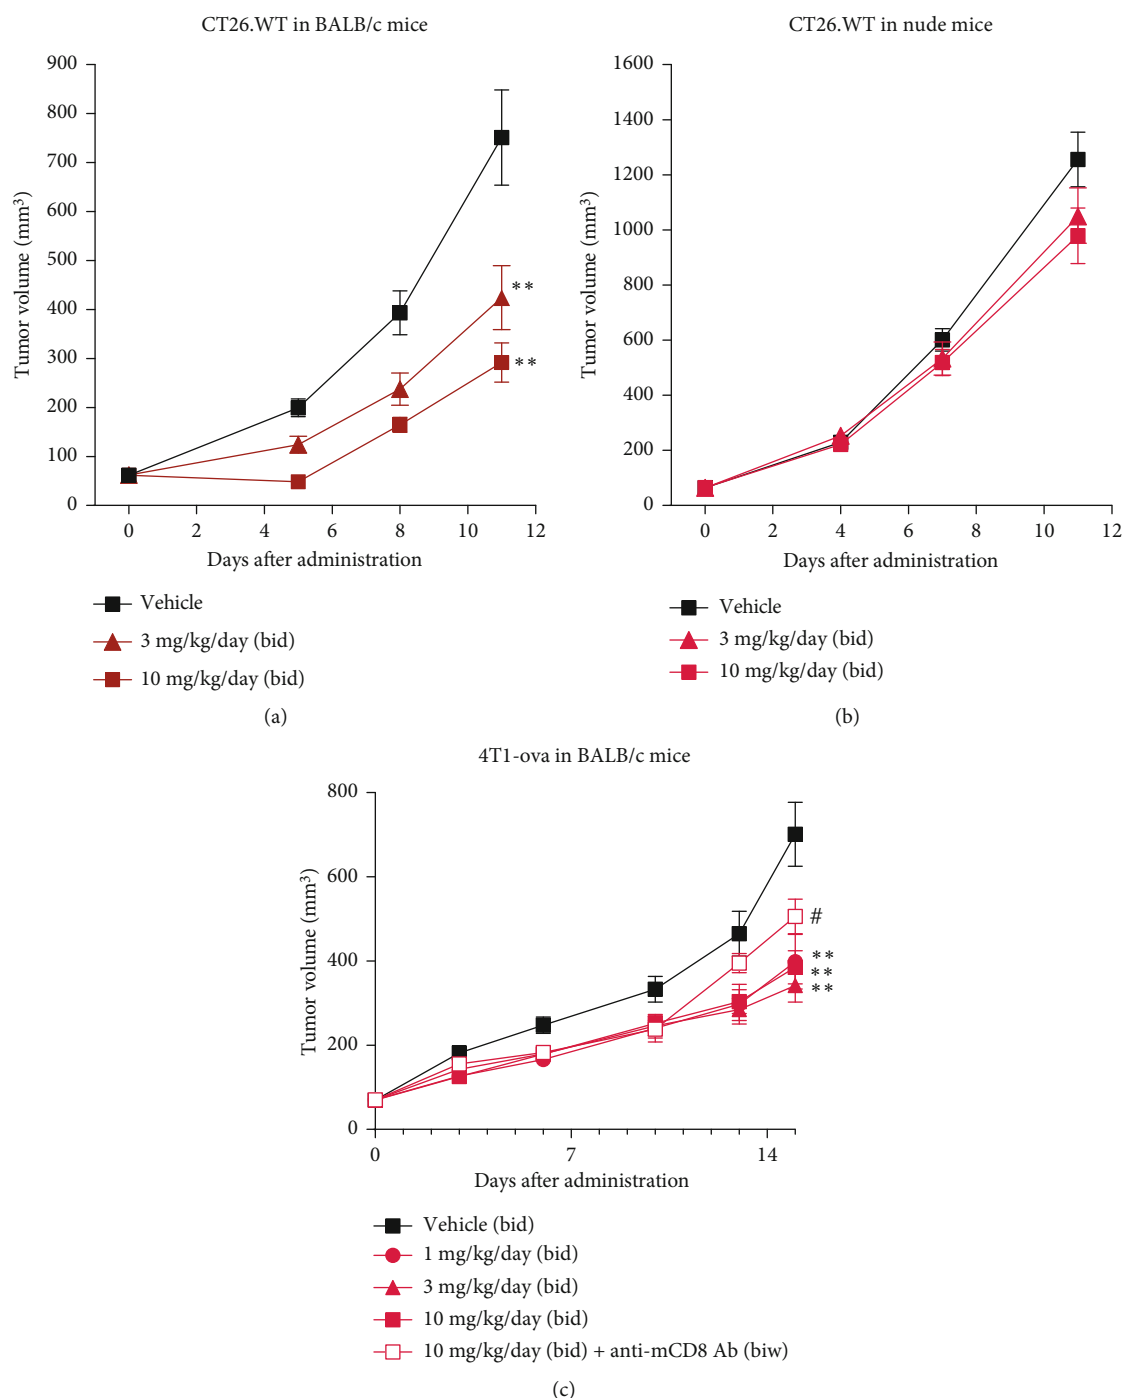 CT26.WT in BALB/c mice
900
800
700
600
500
400
300
200
100
0
Tumor volume (mm³)
**
**
0 2 4 6 8 10 12
Days after administration
Vehicle
3 mg/kg/day (bid)
10 mg/kg/day (bid)
(a)
CT26.WT in nude mice
1600
1400
1200
1000
800
600
400
200
0
Tumor volume (mm³)
0 2 4 6 8 10 12
Days after administration
Vehicle
3 mg/kg/day (bid)
10 mg/kg/day (bid)
(b)
4T1-ova in BALB/c mice
800
600
400
200
0
Tumor volume (mm³)
#
**
**
**
0 7 14
Days after administration
Vehicle (bid)
1 mg/kg/day (bid)
3 mg/kg/day (bid)
10 mg/kg/day (bid)
10 mg/kg/day (bid) + anti-mCD8 Ab (biw)
(c)